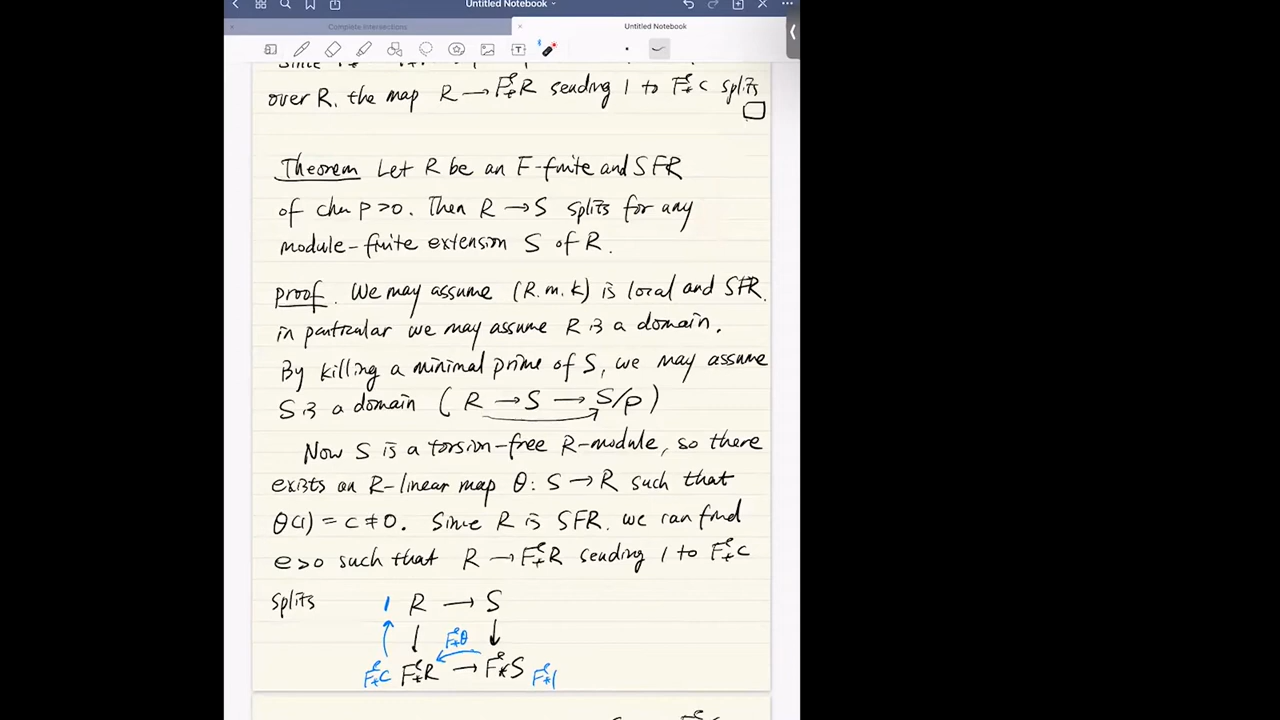 Untitled Notebook
Complete Intersections
Untitled Notebook
Since
over R, the map R → F^e_*R sending 1 to F^e_*c splits
□
Theorem Let R be an F-finite and SFR
of char p>0. Then R → S splits for any
module-finite extension S of R.
proof. We may assume (R.m.k) is local and SFR.
in particular we may assume R is a domain.
By killing a minimal prime of S, we may assume
S is a domain ( R → S → S/p )
Now S is a torsion-free R-module, so there
exists an R-linear map θ: S → R such that
θ(1) = c ≠ 0. Since R is SFR. we can find
e>0 such that R → F^e_*R sending 1 to F^e_*c
splits 1 R → S
F^e_*θ
F^e_*c F^e_*R → F^e_*S F^e_*1